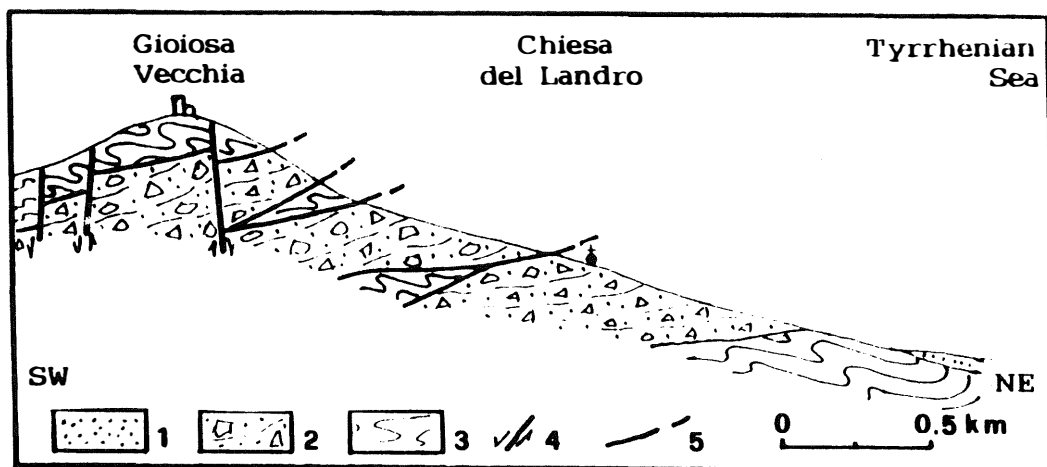 Gioiosa
Vecchia
Chiesa
del Landro
Tyrrhenian
Sea
SW
NE
1 2 3 4 5
0 0.5 km